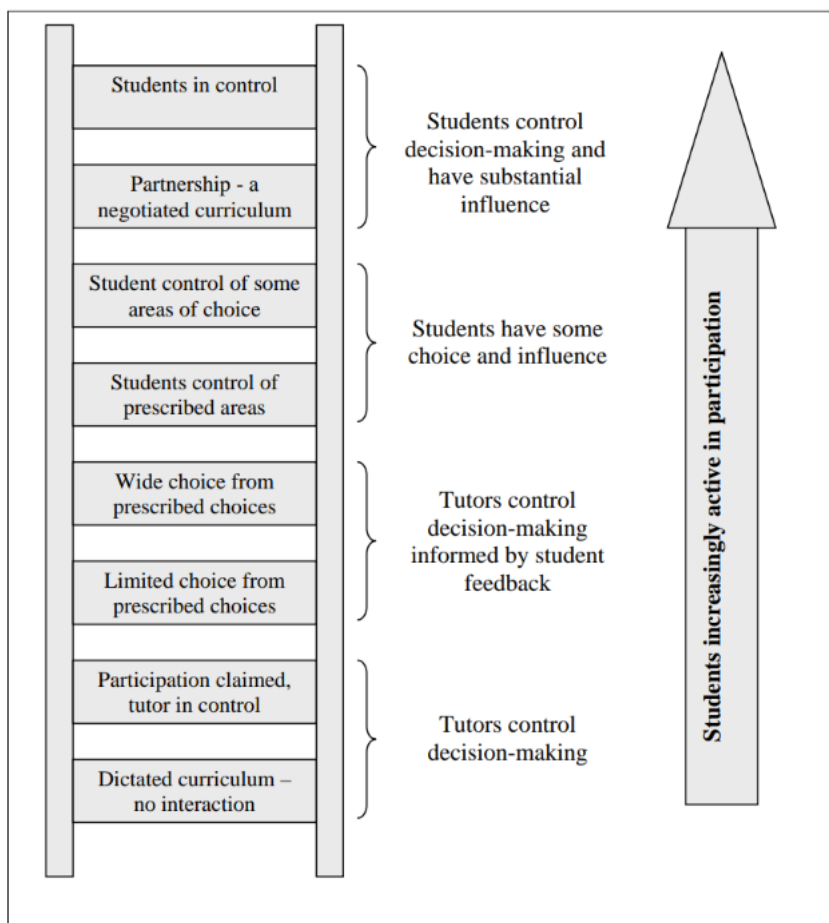 Students in control
Partnership - a
negotiated curriculum
Students control
decision-making and
have substantial
influence
Student control of some
areas of choice
Students control of
prescribed areas
Students have some
choice and influence
Wide choice from
prescribed choices
Limited choice from
prescribed choices
Tutors control
decision-making
informed by student
feedback
Participation claimed,
tutor in control
Dictated curriculum –
no interaction
Tutors control
decision-making
Students increasingly active in participation